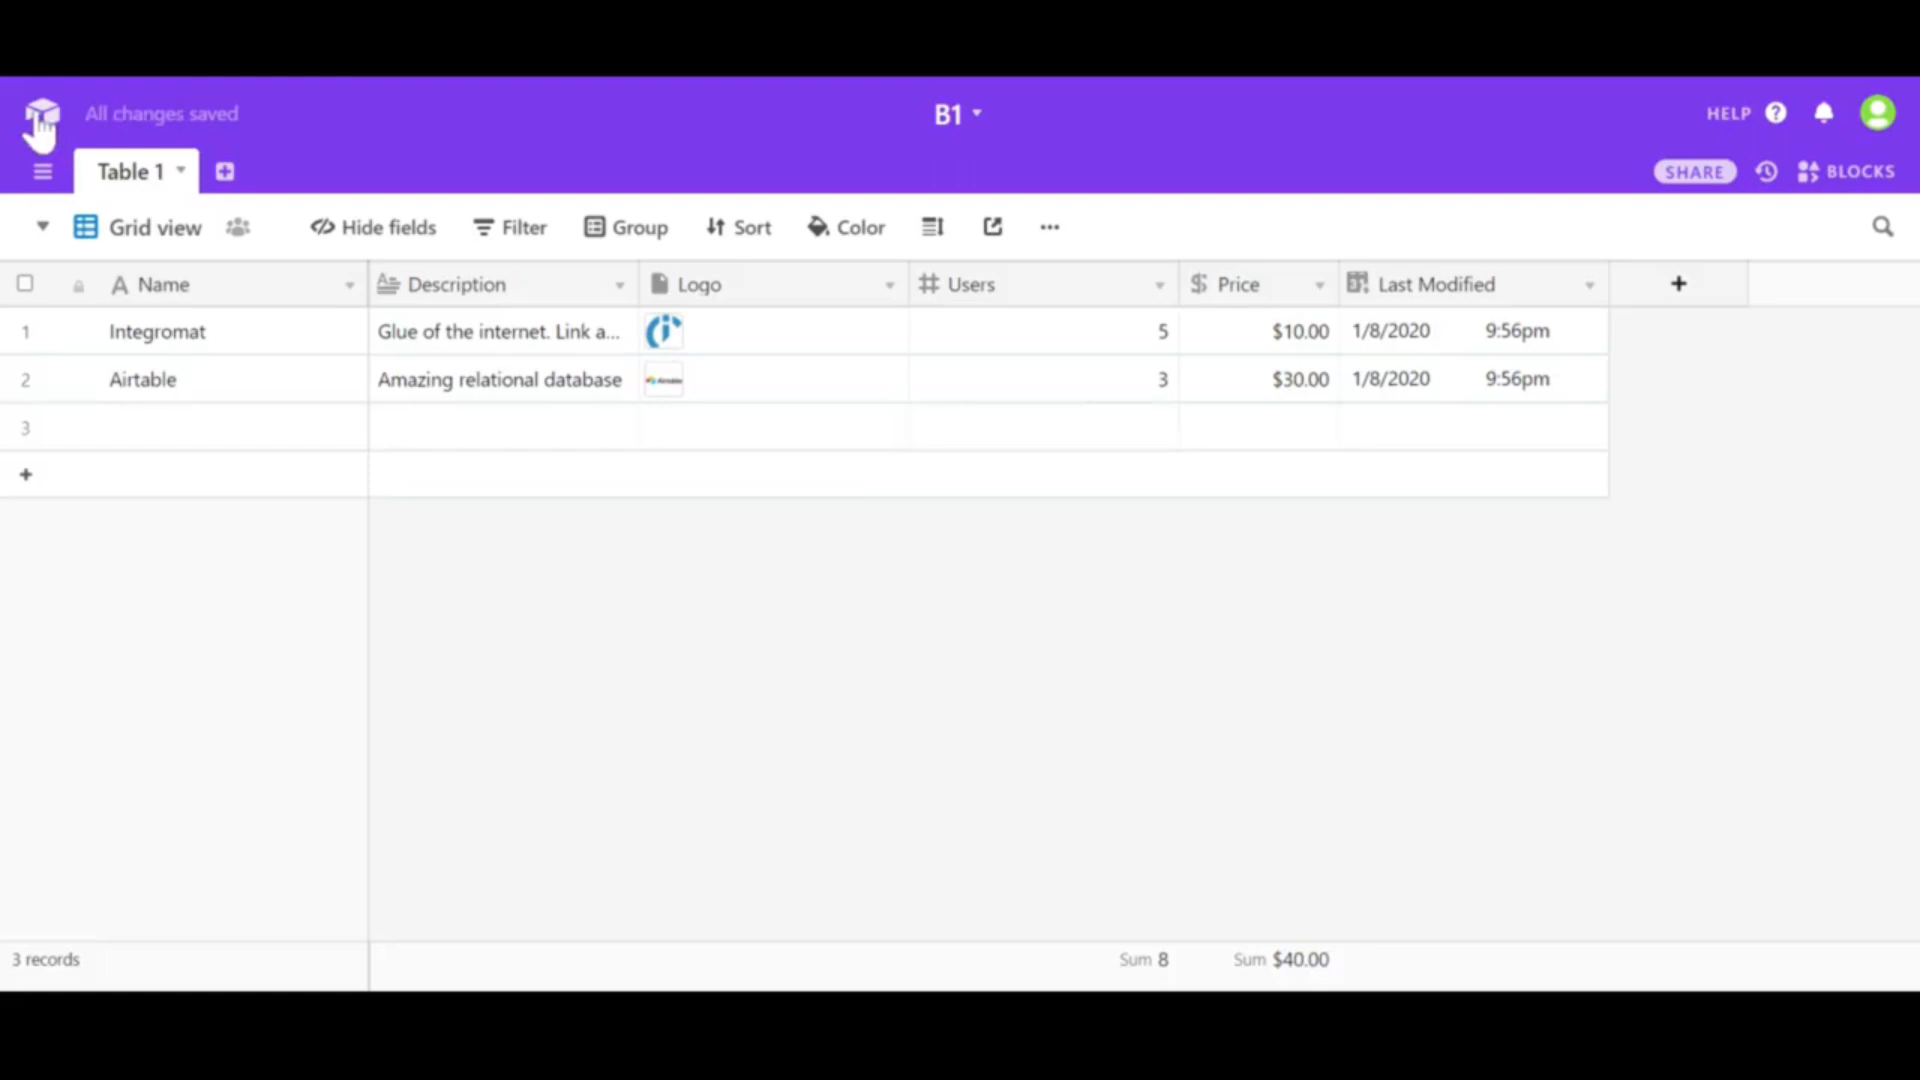 All changes saved
B1
HELP
Table 1
SHARE
BLOCKS
Grid view
Hide fields
Filter
Group
Sort
Color
Name
Description
Logo
Users
Price
Last Modified
1 Integromat Glue of the internet. Link a... 5 $10.00 1/8/2020 9:56pm
2 Airtable Amazing relational database Airtable 3 $30.00 1/8/2020 9:56pm
3
+
3 records
Sum 8
Sum $40.00